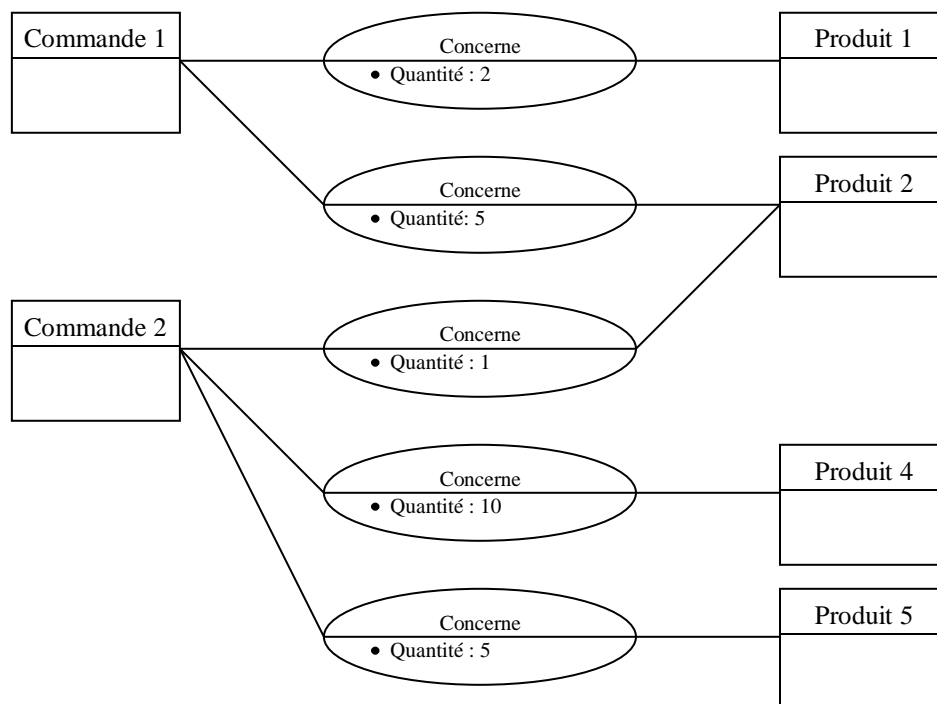 Commande 1
Concerne
• Quantité : 2
Produit 1
Concerne
• Quantité: 5
Produit 2
Commande 2
Concerne
• Quantité : 1
Concerne
• Quantité : 10
Produit 4
Concerne
• Quantité : 5
Produit 5